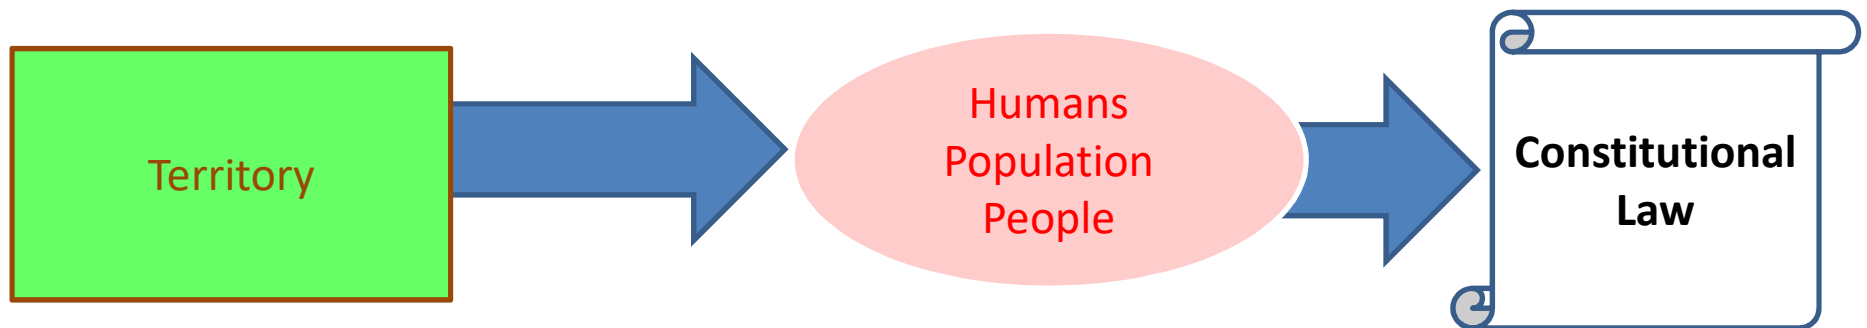 Territory
Humans
Population
People
Constitutional
Law